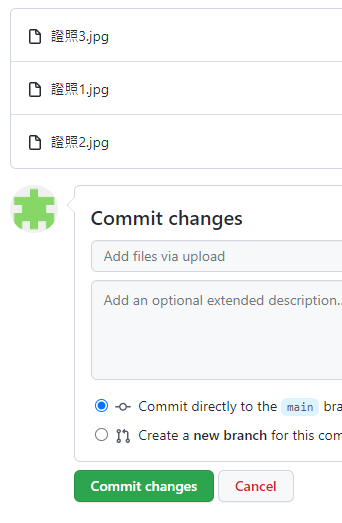 證照3.jpg
證照1.jpg
證照2.jpg
Commit changes
Add files via upload
Add an optional extended description..
Commit directly to the main bra
Create a new branch for this com
Commit changes Cancel